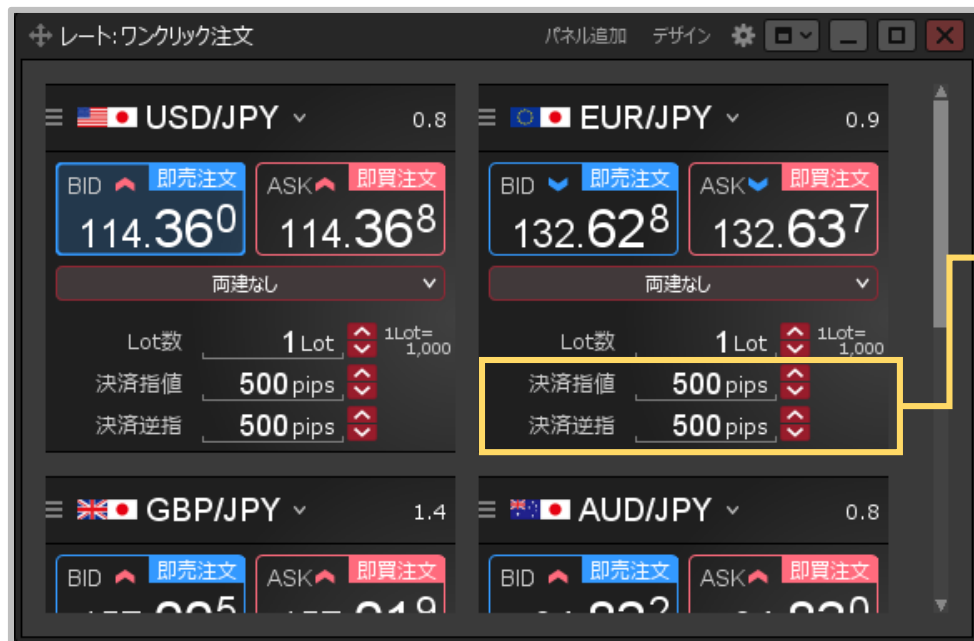 レート:ワンクリック注文 パネル追加 デザイン
USD/JPY 0.8
BID 即売注文 ASK 即買注文
114.360 114.368
両建なし
Lot数 1 Lot 1Lot=
1,000
決済指値 500 pips
決済逆指 500 pips
EUR/JPY 0.9
BID 即売注文 ASK 即買注文
132.628 132.637
両建なし
Lot数 1 Lot 1Lot=
1,000
決済指値 500 pips
決済逆指 500 pips
GBP/JPY 1.4
BID 即売注文 ASK 即買注文
AUD/JPY 0.8
BID 即売注文 ASK 即買注文